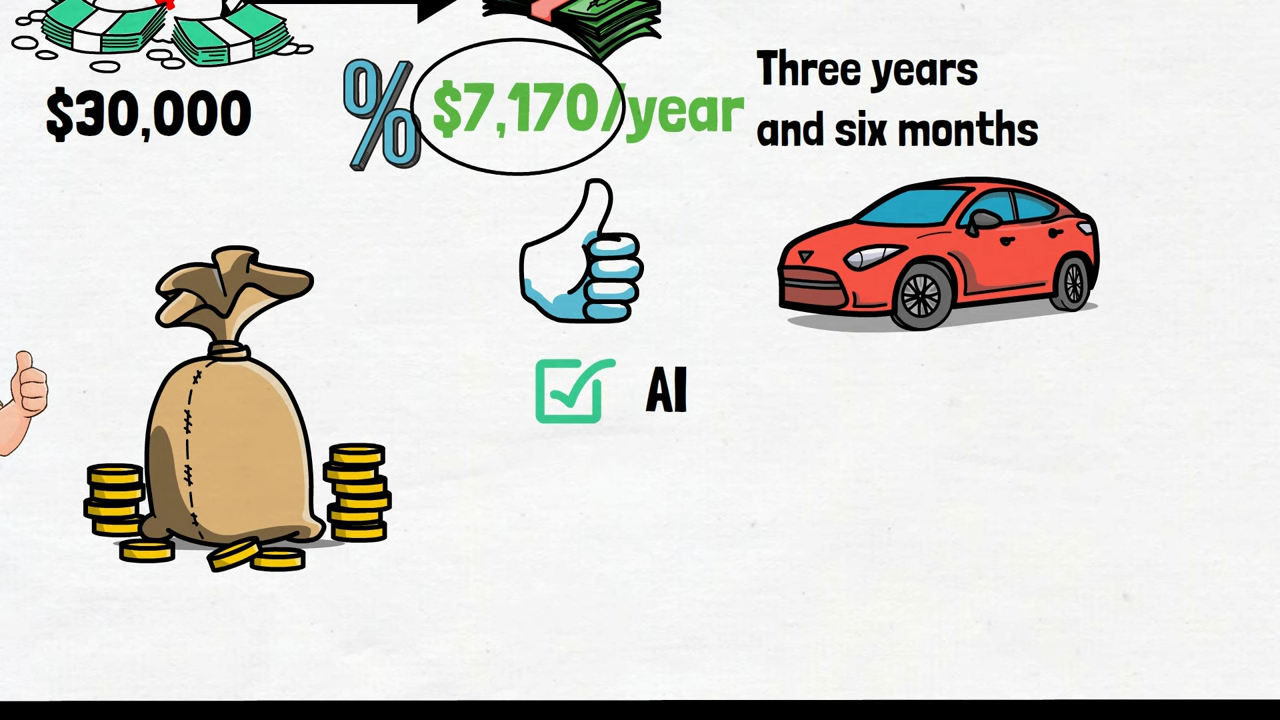 $30,000
% $7,170/year
Three years
and six months
AI